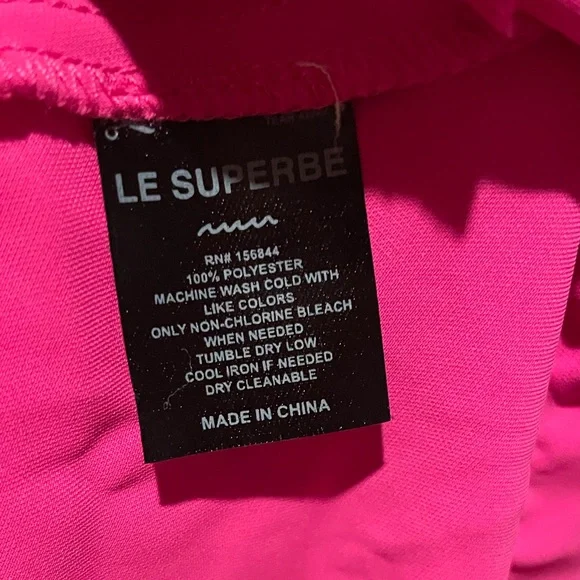 LE SUPERBE
RN# 156844
100% POLYESTER
MACHINE WASH COLD WITH
LIKE COLORS
ONLY NON-CHLORINE BLEACH
WHEN NEEDED
TUMBLE DRY LOW
COOL IRON IF NEEDED
DRY CLEANABLE
MADE IN CHINA